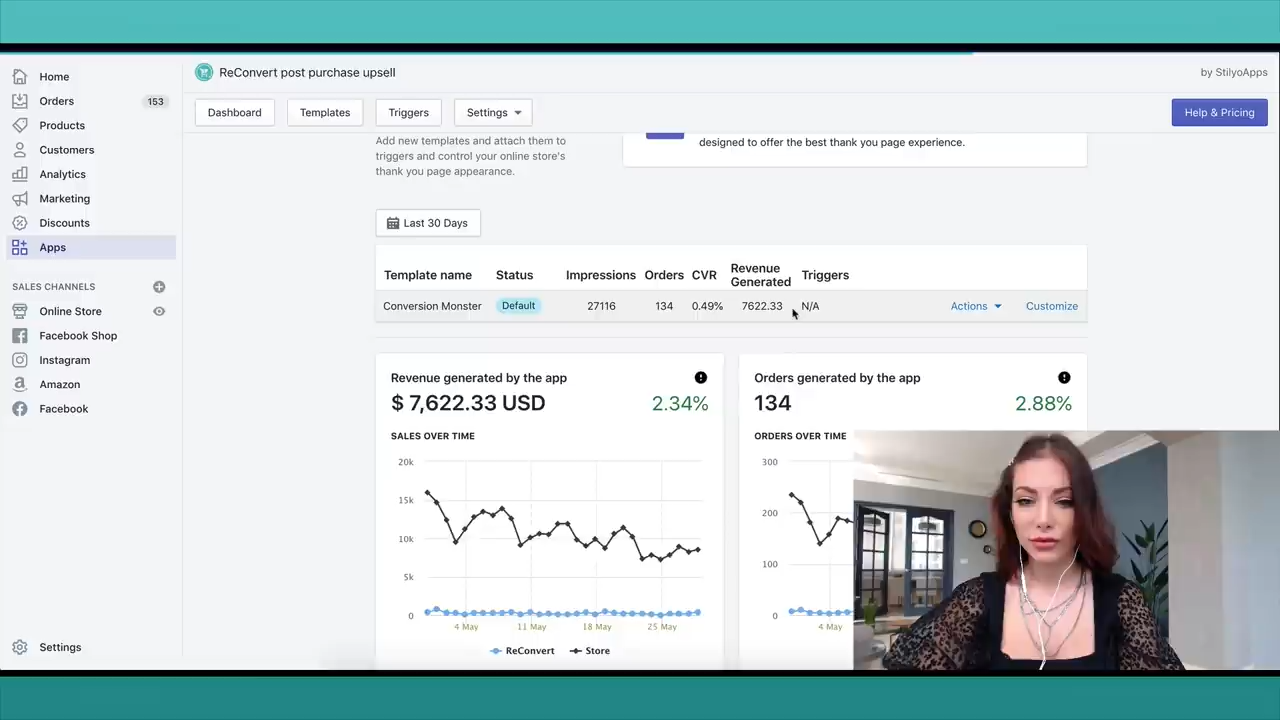 ReConvert post purchase upsell
by StilyoApps
Home
Orders 153
Products
Customers
Analytics
Marketing
Discounts
Apps
SALES CHANNELS
Online Store
Facebook Shop
Instagram
Amazon
Facebook
Settings
Dashboard Templates Triggers Settings Help & Pricing
Add new templates and attach them to
triggers and control your online store's
thank you page appearance.
designed to offer the best thank you page experience.
Last 30 Days
Template name Status Impressions Orders CVR Revenue Generated Triggers
Conversion Monster Default 27116 134 0.49% 7622.33 N/A Actions Customize
Revenue generated by the app
$ 7,622.33 USD 2.34%
SALES OVER TIME
20k
15k
10k
5k
0
4 May 11 May 18 May 25 May
ReConvert Store
Orders generated by the app
134 2.88%
ORDERS OVER TIME
300
200
100
0
4 May